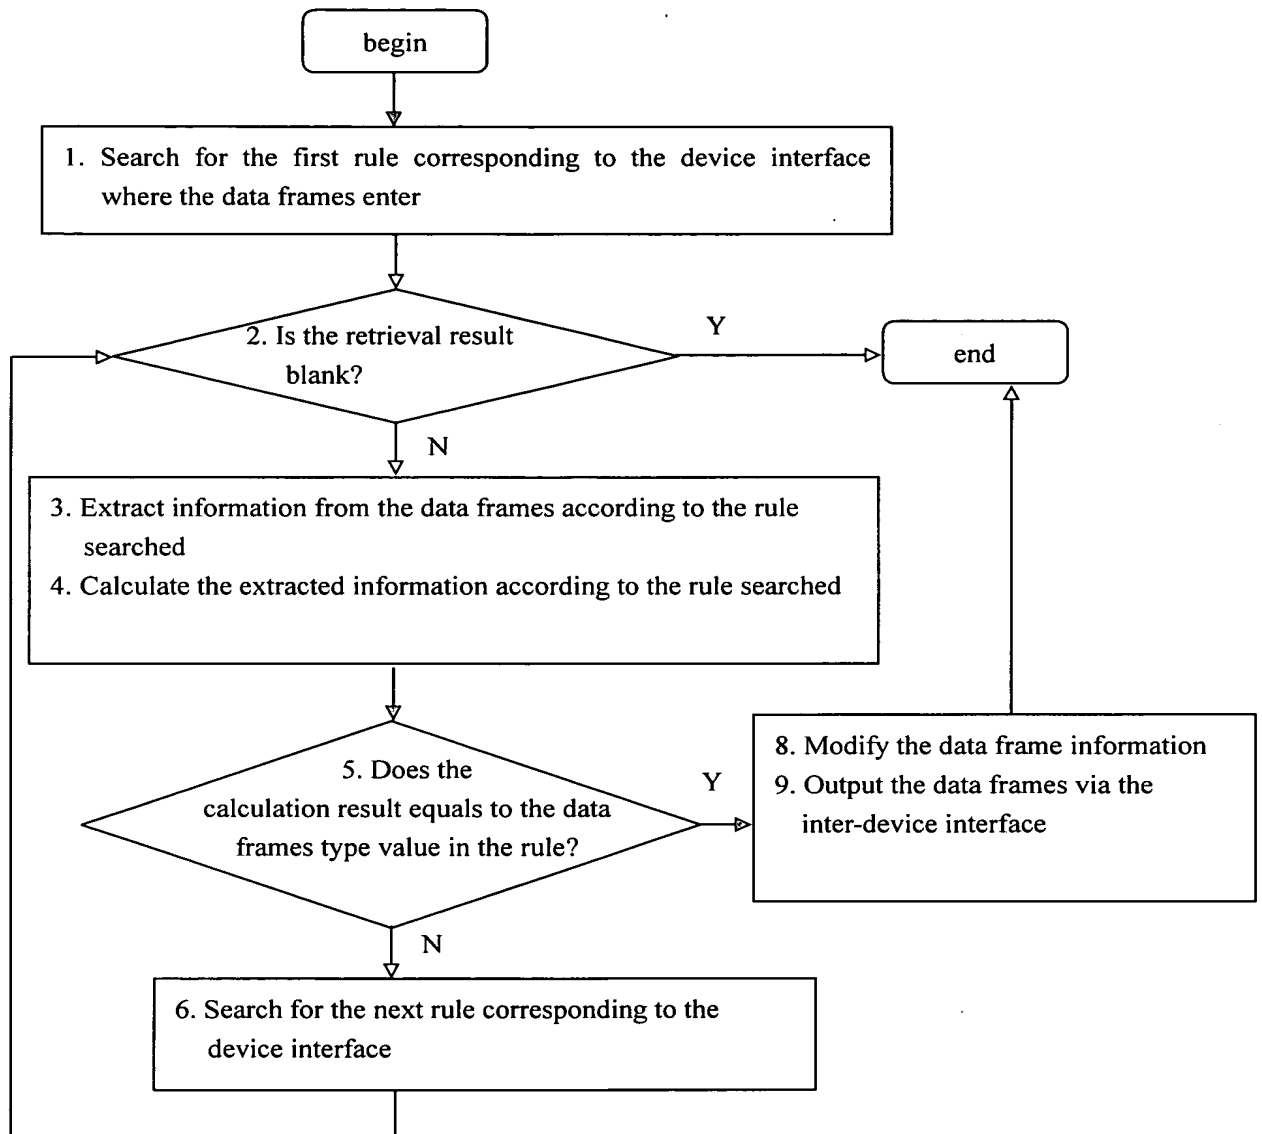 begin
1. Search for the first rule corresponding to the device interface
where the data frames enter
2. Is the retrieval result
blank?
Y
end
N
3. Extract information from the data frames according to the rule
searched
4. Calculate the extracted information according to the rule searched
5. Does the
calculation result equals to the data
frames type value in the rule?
Y
8. Modify the data frame information
9. Output the data frames via the
inter-device interface
N
6. Search for the next rule corresponding to the
device interface